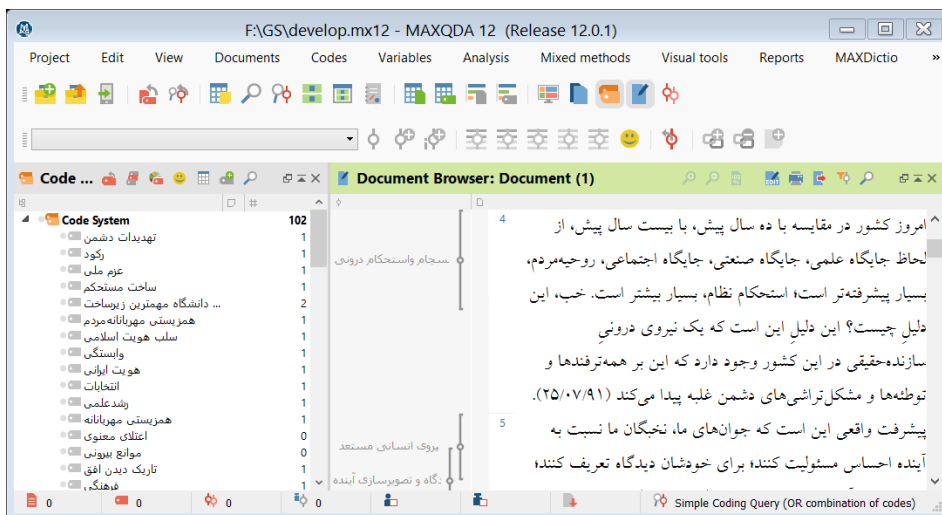 F:\GS\develop.mx12 - MAXQDA 12 (Release 12.0.1)
Project Edit View Documents Codes Variables Analysis Mixed methods Visual tools Reports MAXDictio »
Code ...
Document Browser: Document (1)
#
Code System 102
تهدیدات دشمن 1
رکود 1
عزم ملی 1
ساخت مستحکم 1
دانشگاه مهمترین زیرساخت ... 2
همزیستی مهربانانه‌مردم 1
سلب هویت اسلامی 1
وابستگی 1
هویت ایرانی 1
انتخابات 1
رشدعلمی 1
همزیستی مهربانانه 1
اعتلای معنوی 0
موانع بیرونی 0
تاریک دیدن افق 1
فرهنگی 1
سجام واستحکام درونی
یروی انسانی مستعد
دگاه و تصویرسازی آینده
4
امروز کشور در مقایسه با ده سال پیش، با بیست سال پیش، از
لحاظ جایگاه علمی، جایگاه صنعتی، جایگاه اجتماعی، روحیه‌مردم،
بسیار پیشرفته‌تر است؛ استحکام نظام، بسیار بیشتر است. خب، این
دلیلِ چیست؟ این دلیلِ این است که یک نیروی درونیِ
سازنده‌حقیقی در این کشور وجود دارد که این بر همه‌ترفندها و
توطئه‌ها و مشکل‌تراشی‌های دشمن غلبه پیدا می‌کند (۲۵/۰۷/۹۱).
5
پیشرفت واقعی این است که جوان‌های ما، نخبگان ما نسبت به
آینده احساس مسئولیت کنند؛ برای خودشان دیدگاه تعریف کنند؛
0 0 0 0 Simple Coding Query (OR combination of codes)